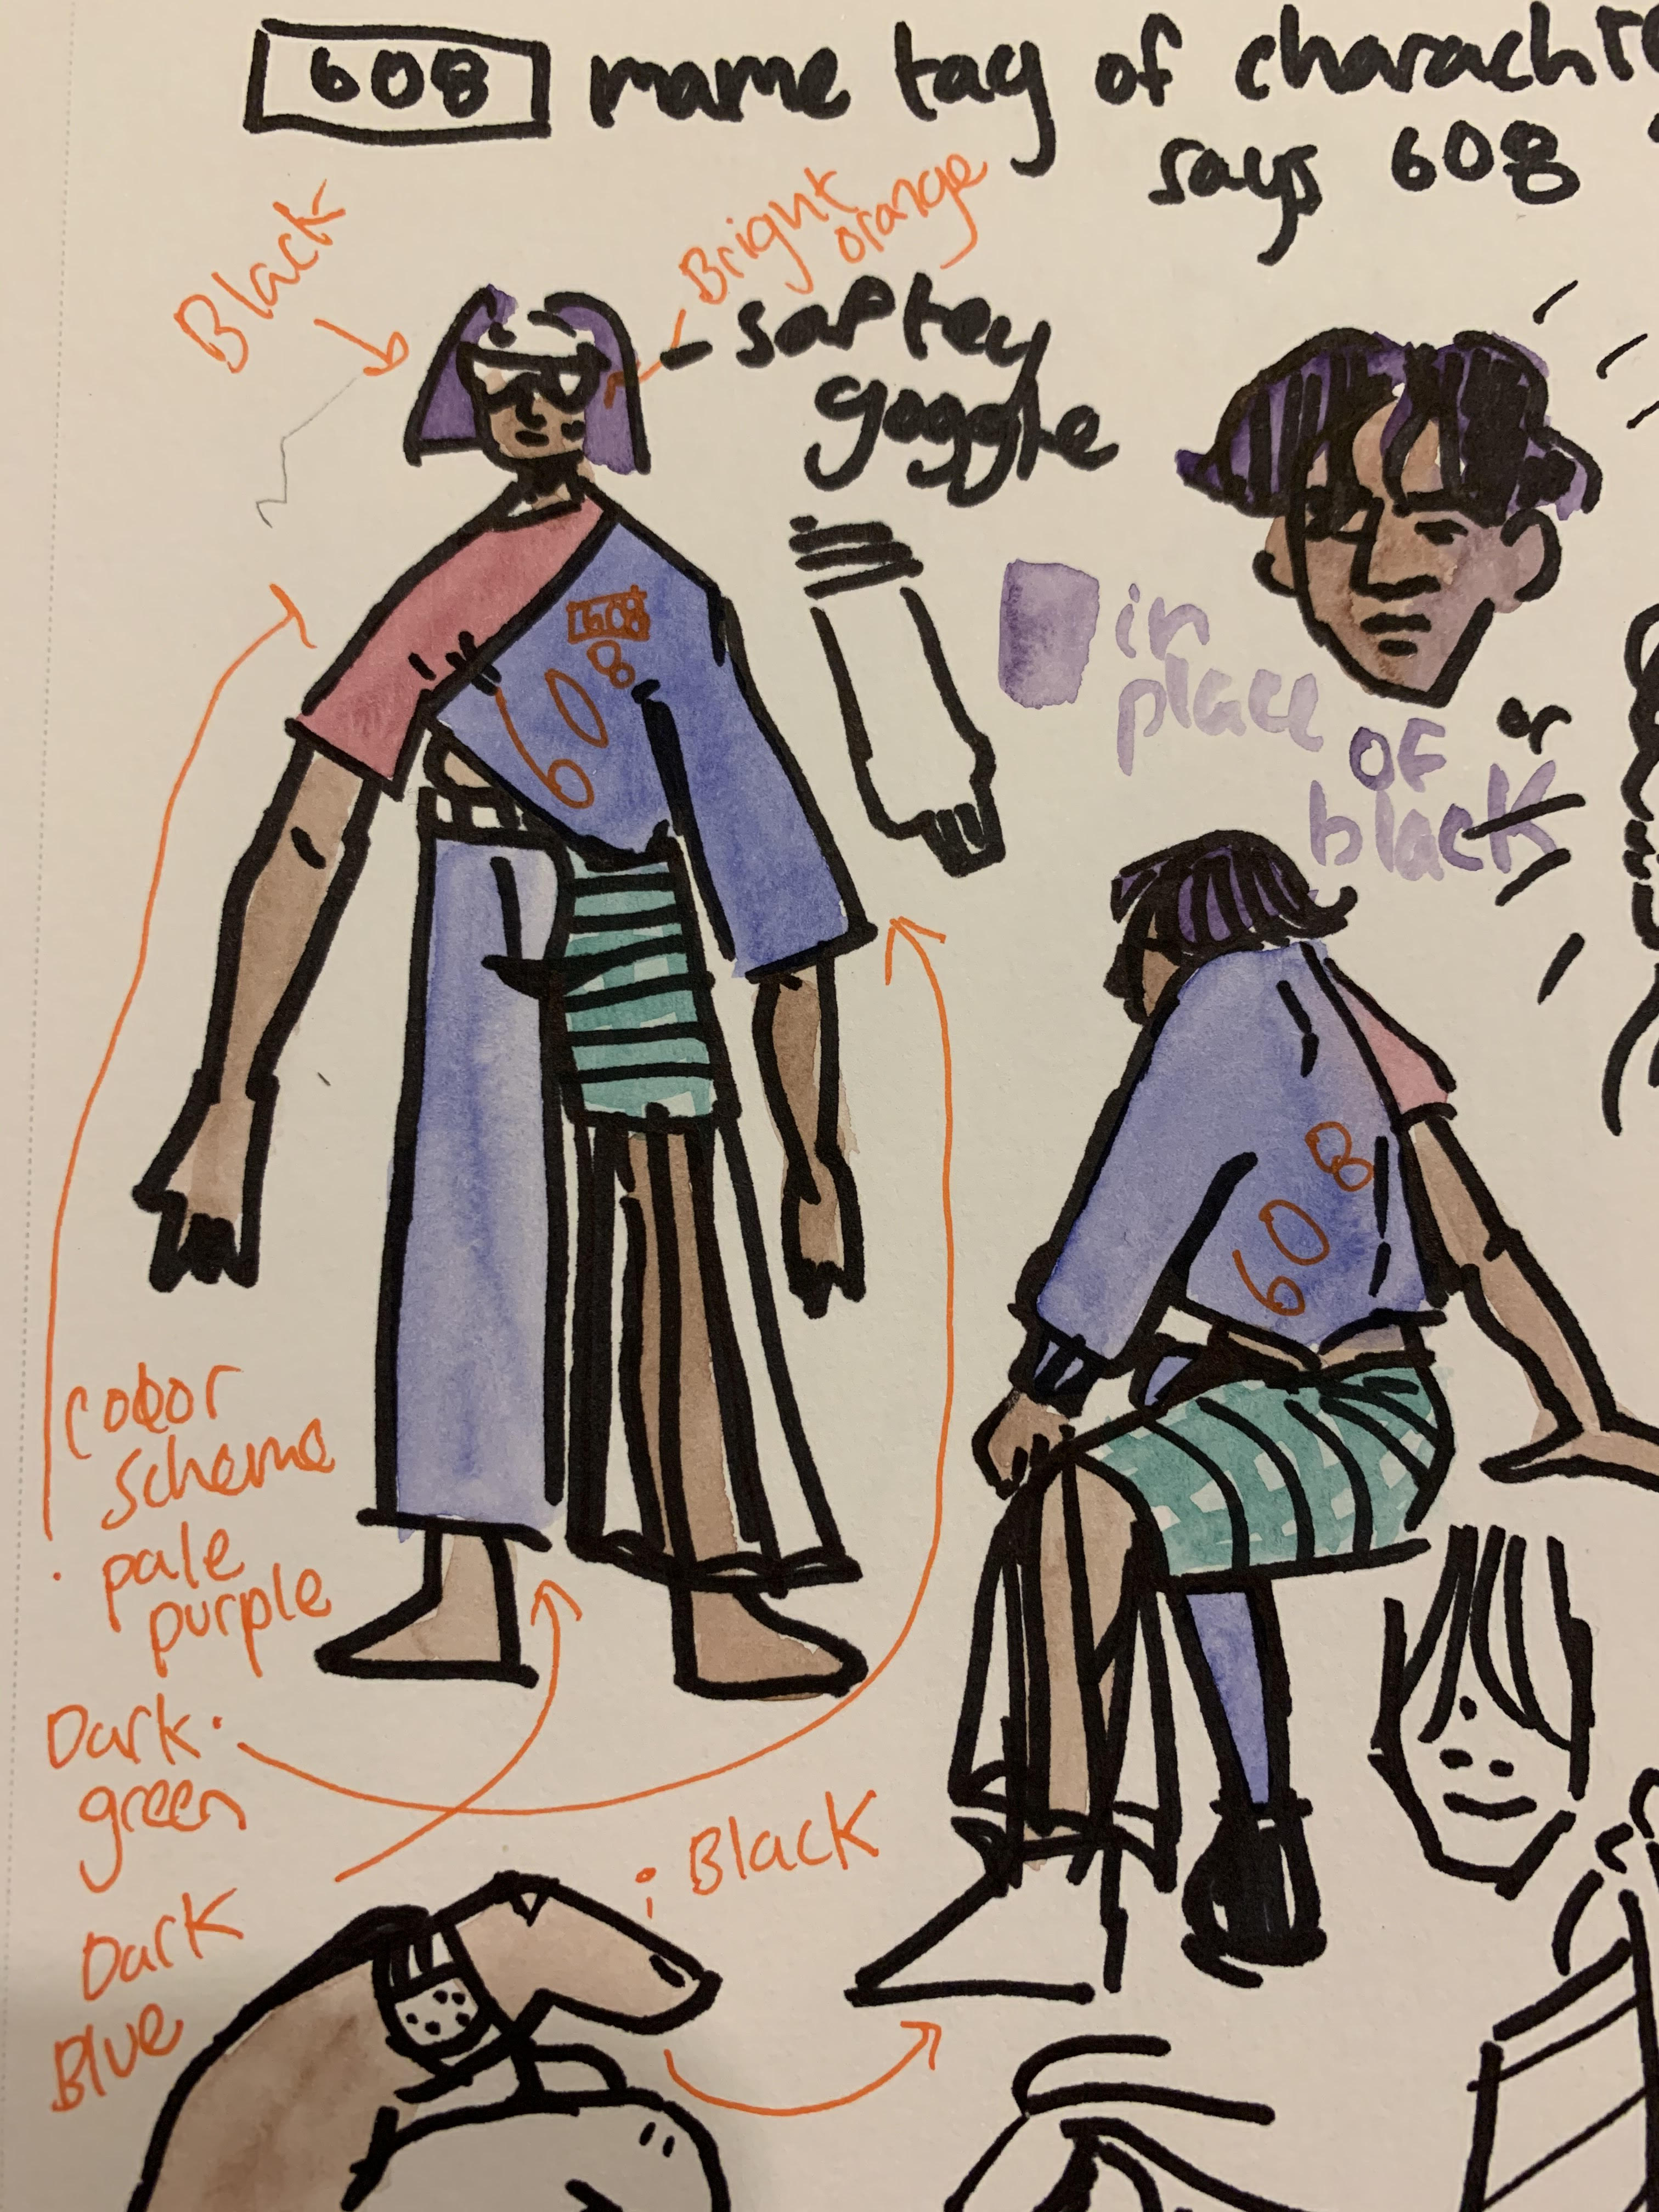 608 mame tag of charachte
says 608
Black
Bright
orange
saftey
goggle
608
608
in
place
OF
black
or
608
color
scheme
pale
purple
Dark
green
Dark
Blue
Black